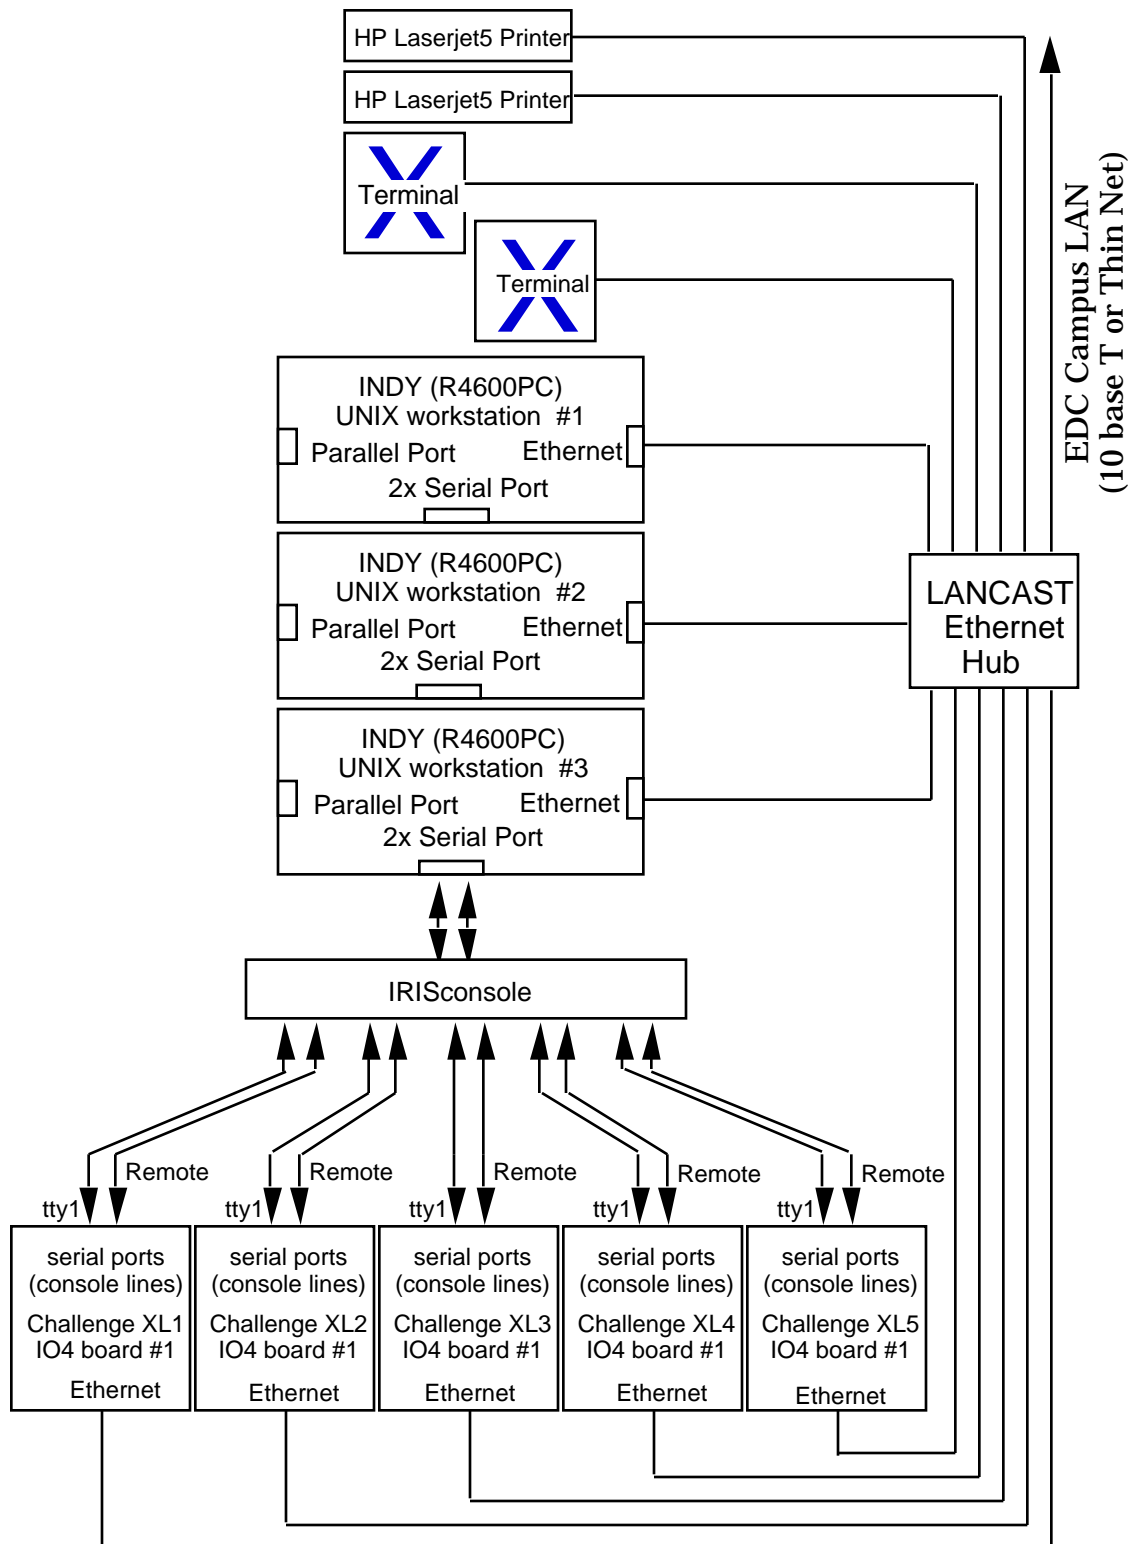 HP Laserjet5 Printer
HP Laserjet5 Printer
X
Terminal
X
Terminal
EDC Campus LAN
(10 base T or Thin Net)
INDY (R4600PC)
UNIX workstation #1
Parallel Port
Ethernet
2x Serial Port
INDY (R4600PC)
UNIX workstation #2
Parallel Port
Ethernet
2x Serial Port
LANCAST
Ethernet
Hub
INDY (R4600PC)
UNIX workstation #3
Parallel Port
Ethernet
2x Serial Port
IRISconsole
Remote
tty1
serial ports
(console lines)
Challenge XL1
IO4 board #1
Ethernet
Remote
tty1
serial ports
(console lines)
Challenge XL2
IO4 board #1
Ethernet
Remote
tty1
serial ports
(console lines)
Challenge XL3
IO4 board #1
Ethernet
Remote
tty1
serial ports
(console lines)
Challenge XL4
IO4 board #1
Ethernet
Remote
tty1
serial ports
(console lines)
Challenge XL5
IO4 board #1
Ethernet